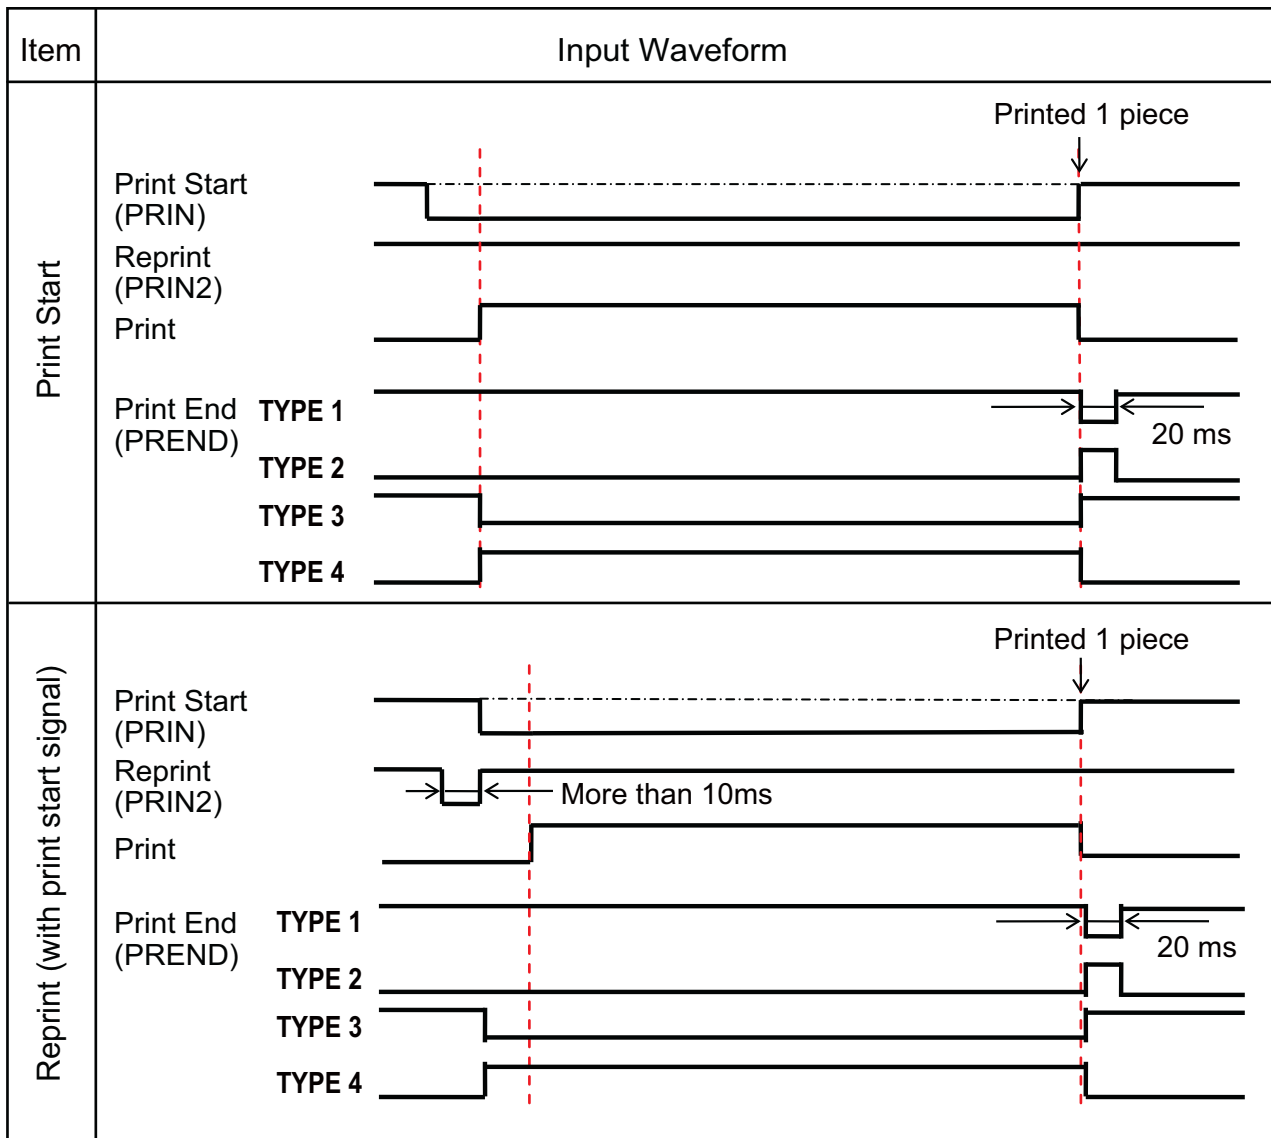 Item
Input Waveform
Print Start
Printed 1 piece
Print Start
(PRIN)
Reprint
(PRIN2)
Print
Print End
(PREND)
TYPE 1
20 ms
TYPE 2
TYPE 3
TYPE 4
Reprint (with print start signal)
Printed 1 piece
Print Start
(PRIN)
Reprint
(PRIN2)
More than 10ms
Print
Print End
(PREND)
TYPE 1
20 ms
TYPE 2
TYPE 3
TYPE 4